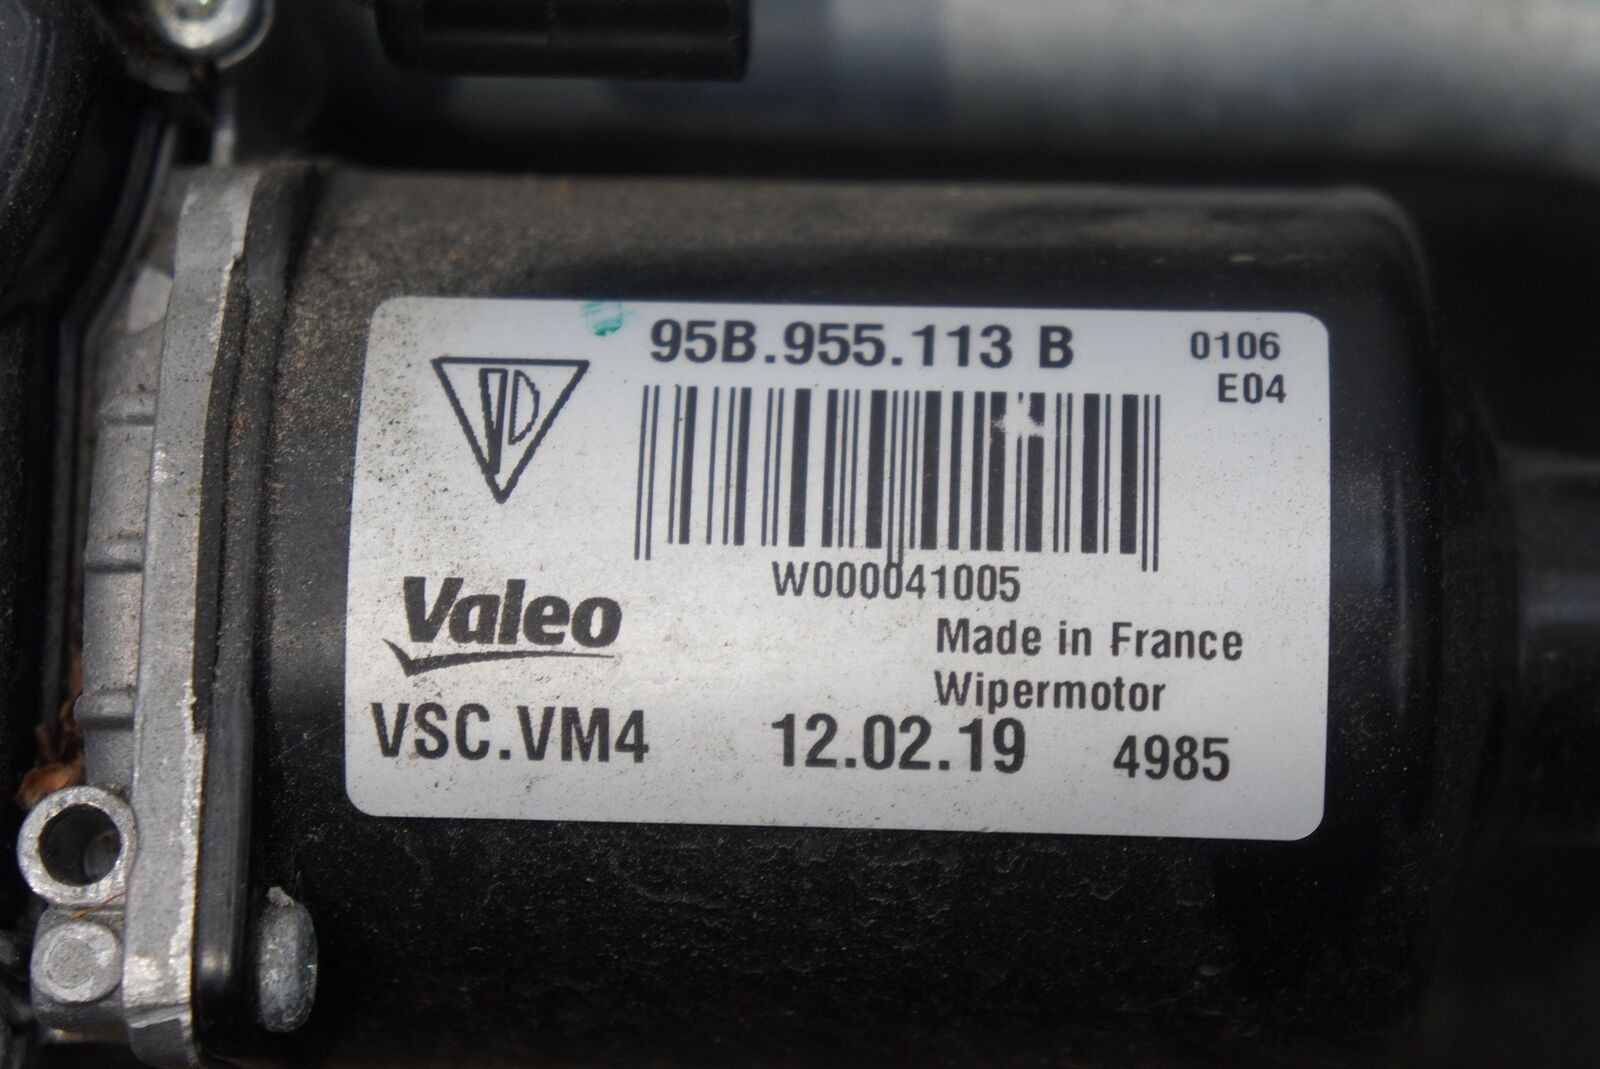 95B.955.113 B
0106
E04
W000041005
Valeo
Made in France
Wipermotor
VSC.VM4
12.02.19
4985